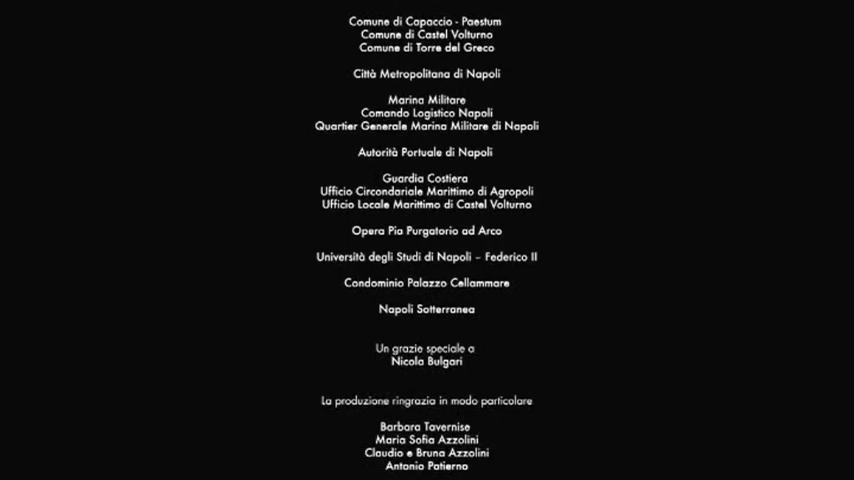 Comune di Capaccio - Paestum
Comune di Castel Volturno
Comune di Torre del Greco
Città Metropolitana di Napoli
Marina Militare
Comando Logistico Napoli
Quartier Generale Marina Militare di Napoli
Autorità Portuale di Napoli
Guardia Costiera
Ufficio Circondariale Marittimo di Agropoli
Ufficio Locale Marittimo di Castel Volturno
Opera Pia Purgatorio ad Arco
Università degli Studi di Napoli – Federico II
Condominio Palazzo Cellammare
Napoli Sotterranea
Un grazie speciale a
Nicola Bulgari
La produzione ringrazia in modo particolare
Barbara Tavernise
Maria Sofia Azzolini
Claudio e Bruna Azzolini
Antonio Patierno